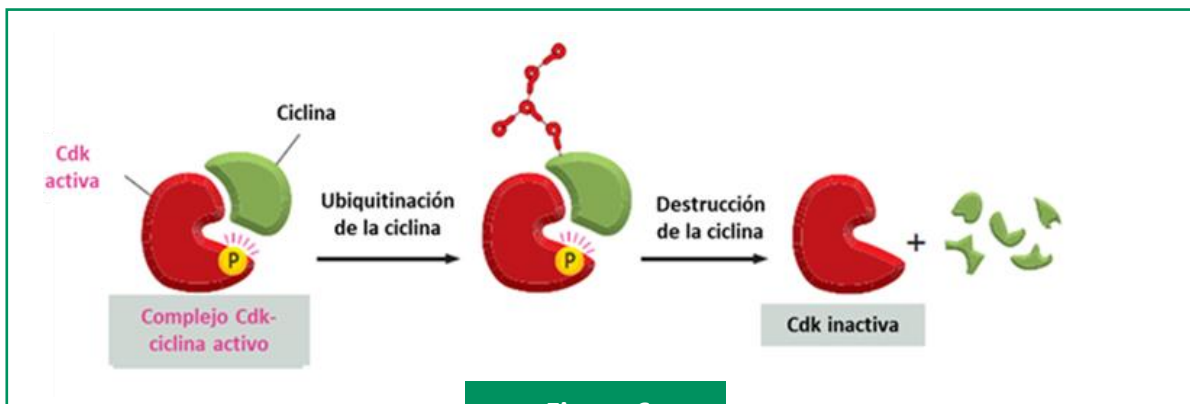 Ciclina
Cdk
activa
Ubiquitinación
de la ciclina
Destrucción
de la ciclina
P
P
+
Complejo Cdk-
ciclina activo
Cdk inactiva